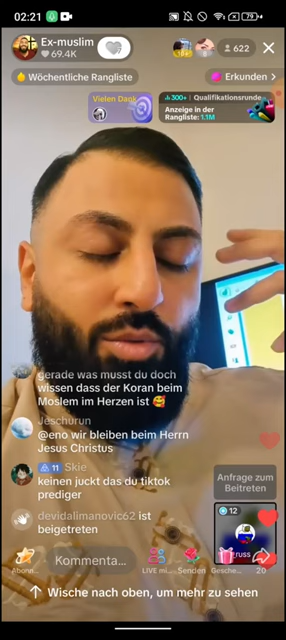 02:21
79
Ex-muslim
69.4K
622
Wöchentliche Rangliste
Erkunden
Vielen Dank
300+ | Qualifikationsrunde
Anzeige in der
Rangliste: 1.1M
gerade was musst du doch
wissen dass der Koran beim
Moslem im Herzen ist 🥰
Jeschurun
@eno wir bleiben beim Herrn
Jesus Christus
11 Skie
keinen juckt das du tiktok
prediger
Anfrage zum
Beitreten
12
russ
devidalimanovic62 ist
beigetreten
Abonn...
Kommenta...
LIVE mi...
Senden
Gesche...
20
Wische nach oben, um mehr zu sehen